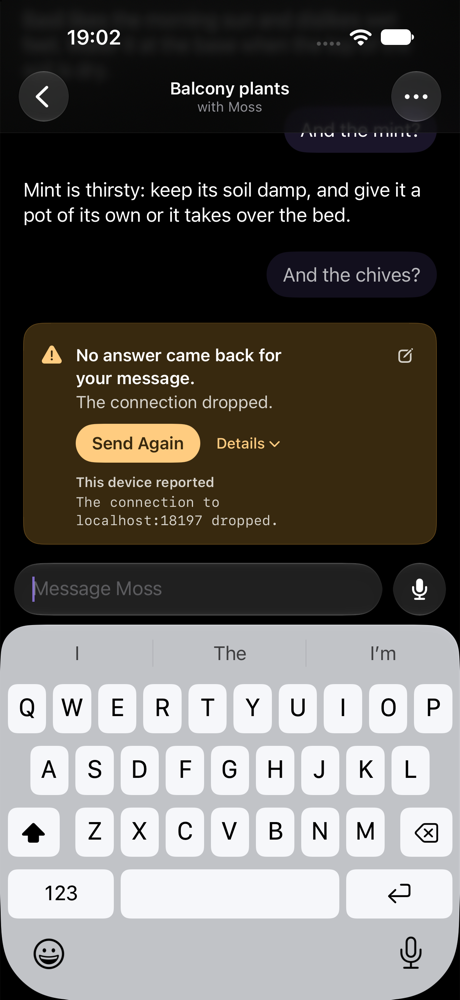 19:02
Balcony plants
with Moss
And the mint?
Mint is thirsty: keep its soil damp, and give it a
pot of its own or it takes over the bed.
And the chives?
No answer came back for
your message.
The connection dropped.
Send Again
Details
This device reported
The connection to
localhost:18197 dropped.
Message Moss
I
The
I’m
Q W E R T Y U I O P
A S D F G H J K L
Z X C V B N M
123